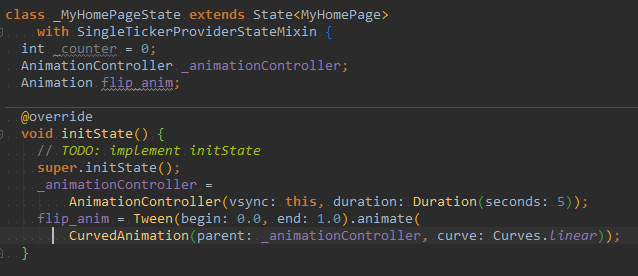 class _MyHomePageState extends State<MyHomePage>
    with SingleTickerProviderStateMixin {
  int _counter = 0;
  AnimationController _animationController;
  Animation flip_anim;
  @override
  void initState() {
    // TODO: implement initState
    super.initState();
    _animationController =
        AnimationController(vsync: this, duration: Duration(seconds: 5));
    flip_anim = Tween(begin: 0.0, end: 1.0).animate(
        CurvedAnimation(parent: _animationController, curve: Curves.linear));
  }